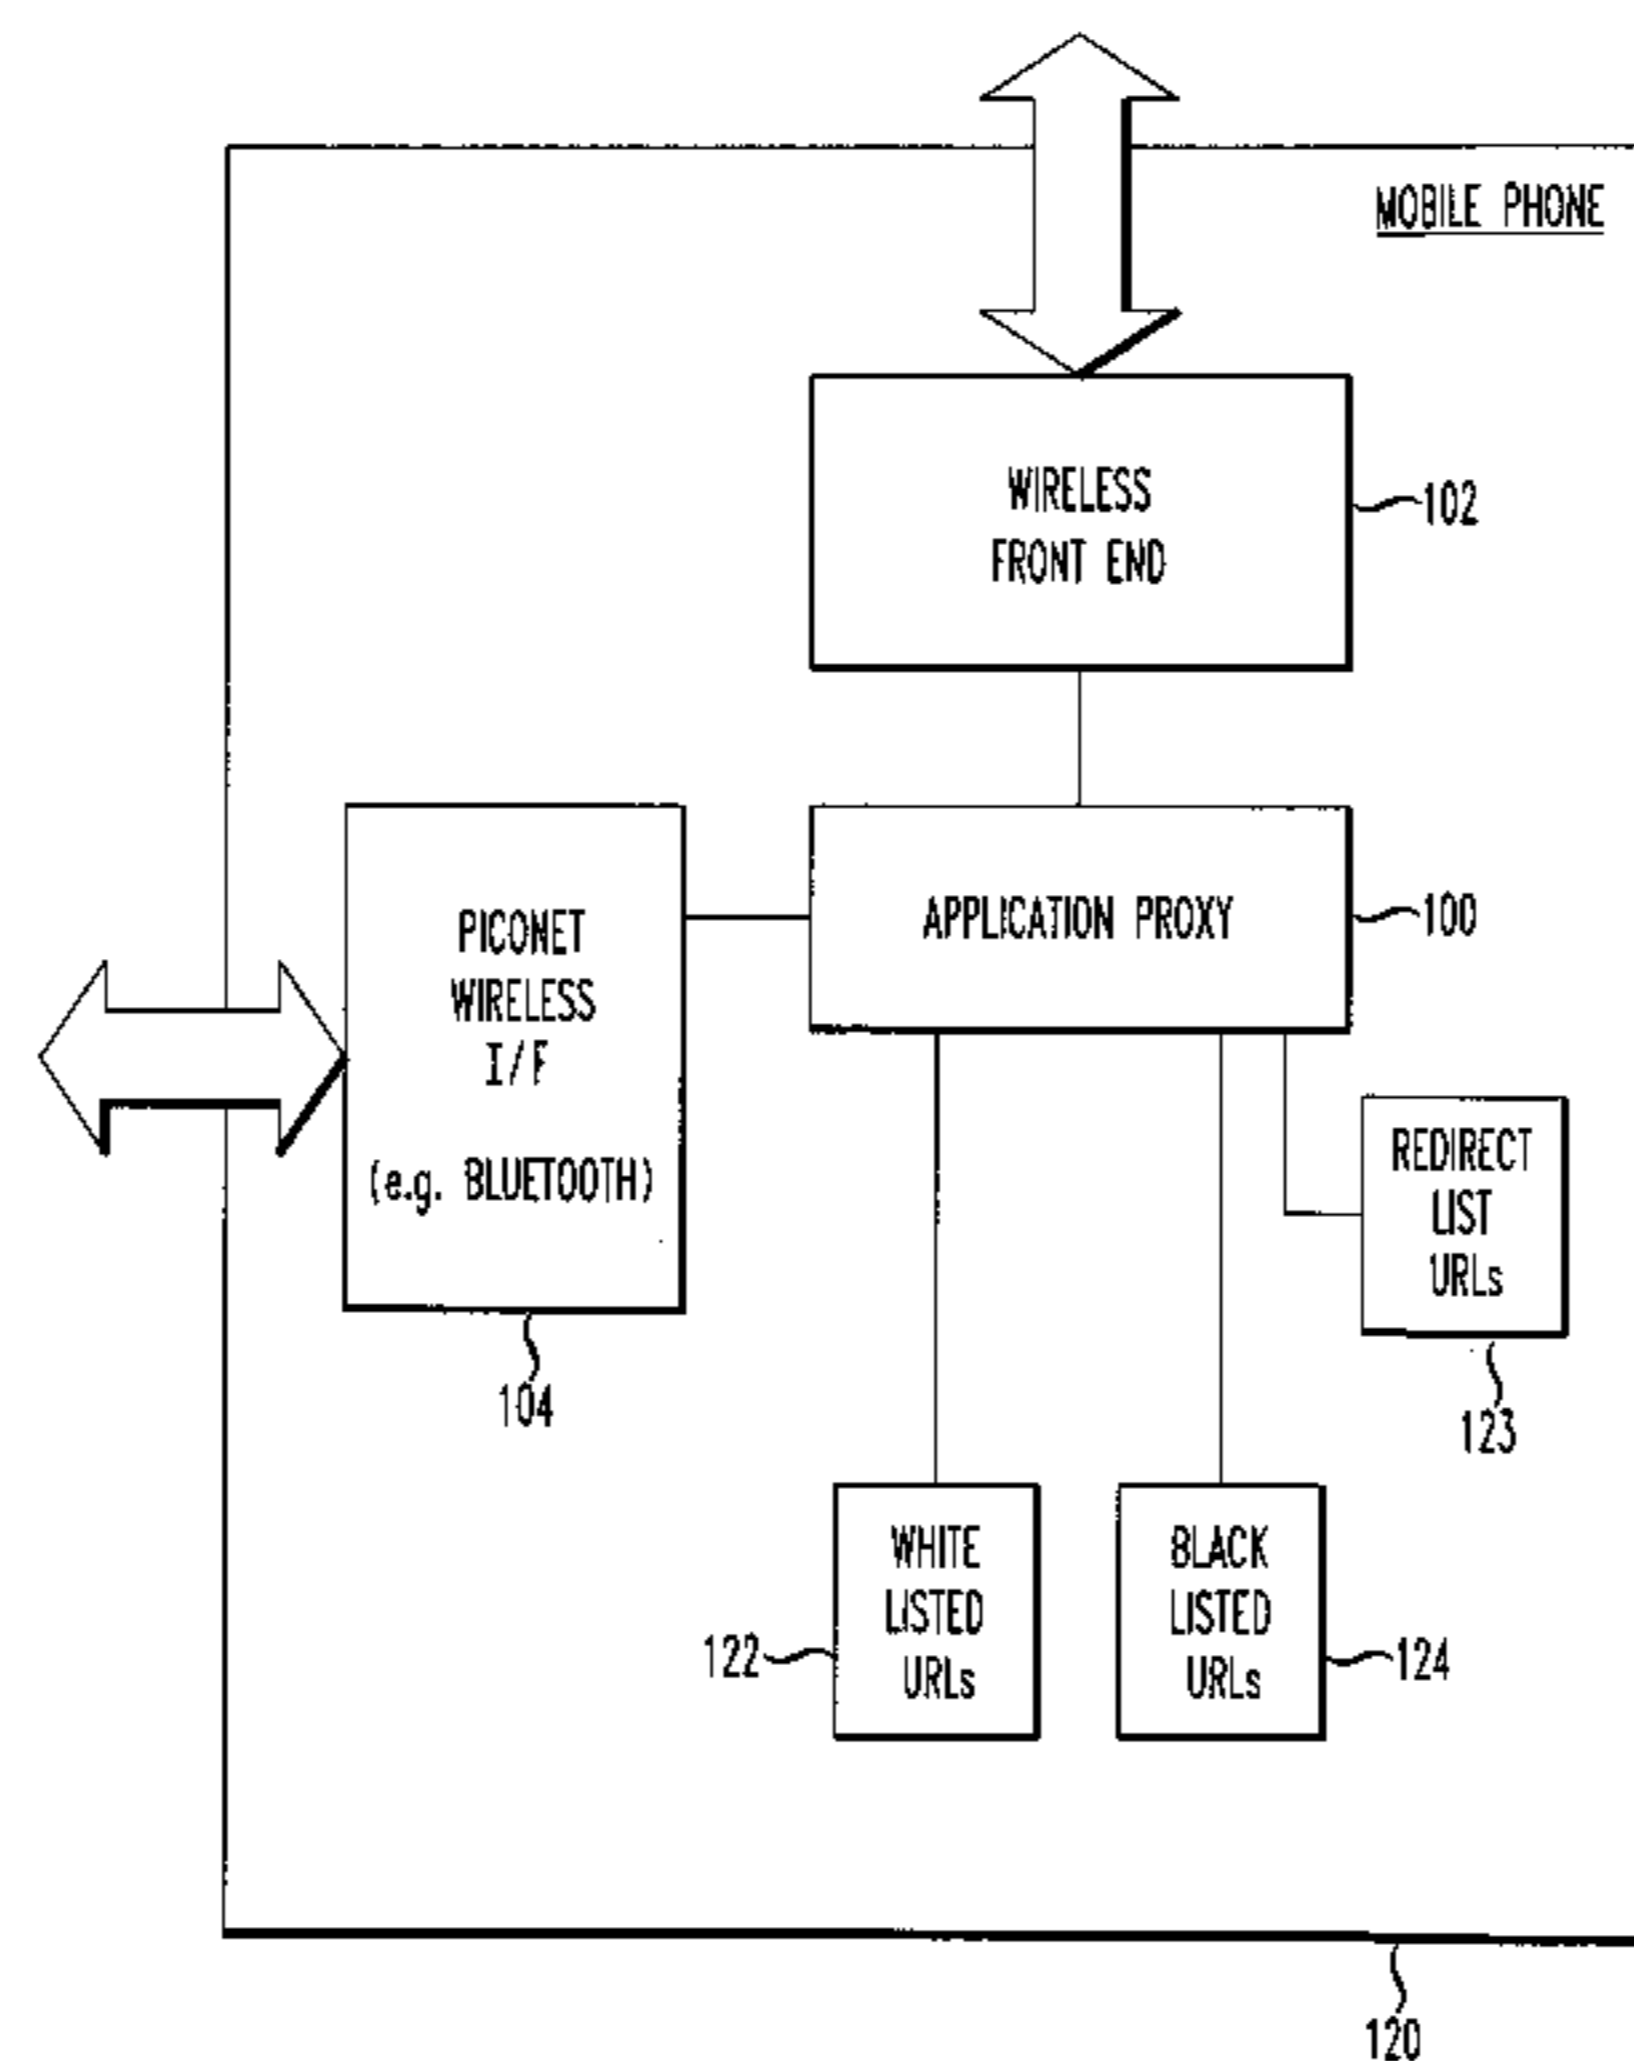 MOBILE PHONE
WIRELESS
FRONT END
102
APPLICATION PROXY
100
PICONET
WIRELESS
I/F
(e.g. BLUETOOTH)
104
REDIRECT
LIST
URLs
123
WHITE
LISTED
URLs
122
BLACK
LISTED
URLs
124
120